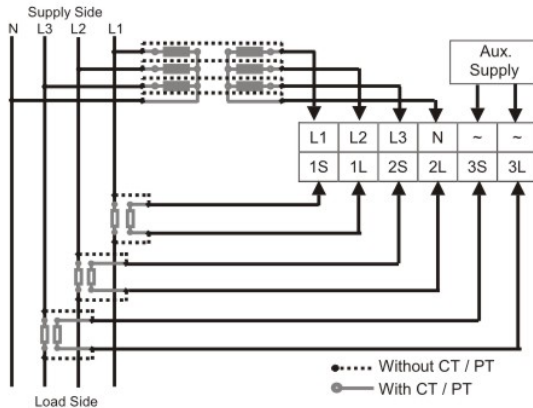 Supply Side
N L3 L2 L1
Aux.
Supply
L1 L2 L3 N ~ ~
1S 1L 2S 2L 3S 3L
Without CT / PT
With CT / PT
Load Side